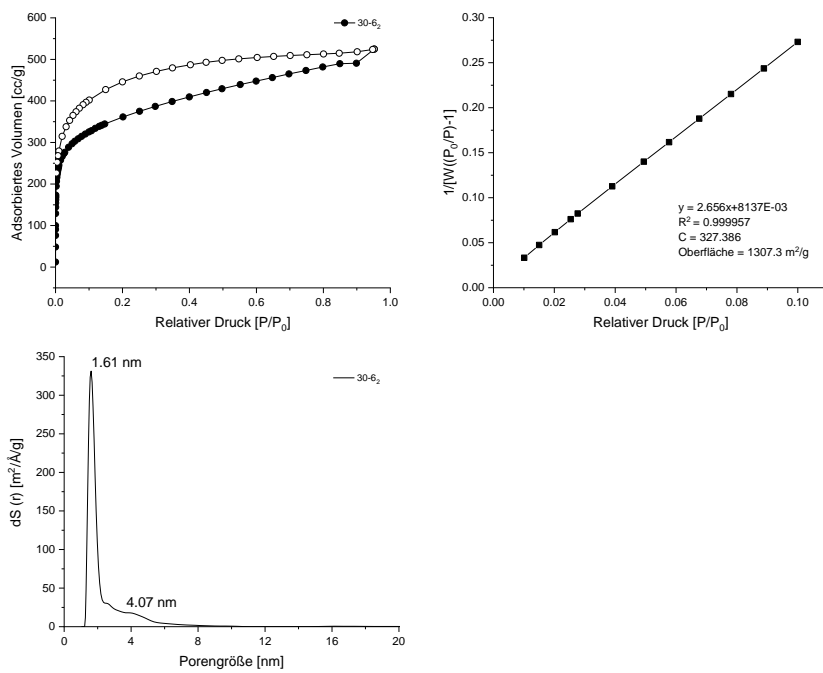 600
500
400
300
200
100
0
Adsorbiertes Volumen [cc/g]
0.0 0.2 0.4 0.6 0.8 1.0
Relativer Druck [P/P₀]
30-6₂
0.30
0.25
0.20
0.15
0.10
0.05
0.00
1/[W((P₀/P)-1]
y = 2.656x+8137E-03
R² = 0.999957
C = 327.386
Oberfläche = 1307.3 m²/g
0.00 0.02 0.04 0.06 0.08 0.10
Relativer Druck [P/P₀]
350
300
250
200
150
100
50
0
dS (r) [m²/Å/g]
1.61 nm
4.07 nm
30-6₂
0 4 8 12 16 20
Porengröße [nm]